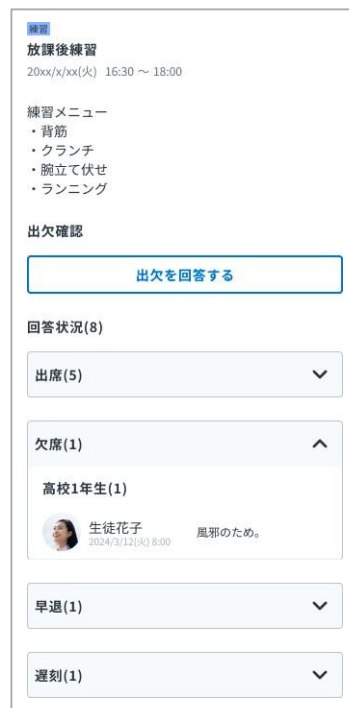 練習
放課後練習
20xx/x/xx(火) 16:30 ～ 18:00
練習メニュー
・背筋
・クランチ
・腕立て伏せ
・ランニング
出欠確認
出欠を回答する
回答状況(8)
出席(5)
欠席(1)
高校1年生(1)
生徒花子 風邪のため。
2024/3/12(火) 8:00
早退(1)
遅刻(1)